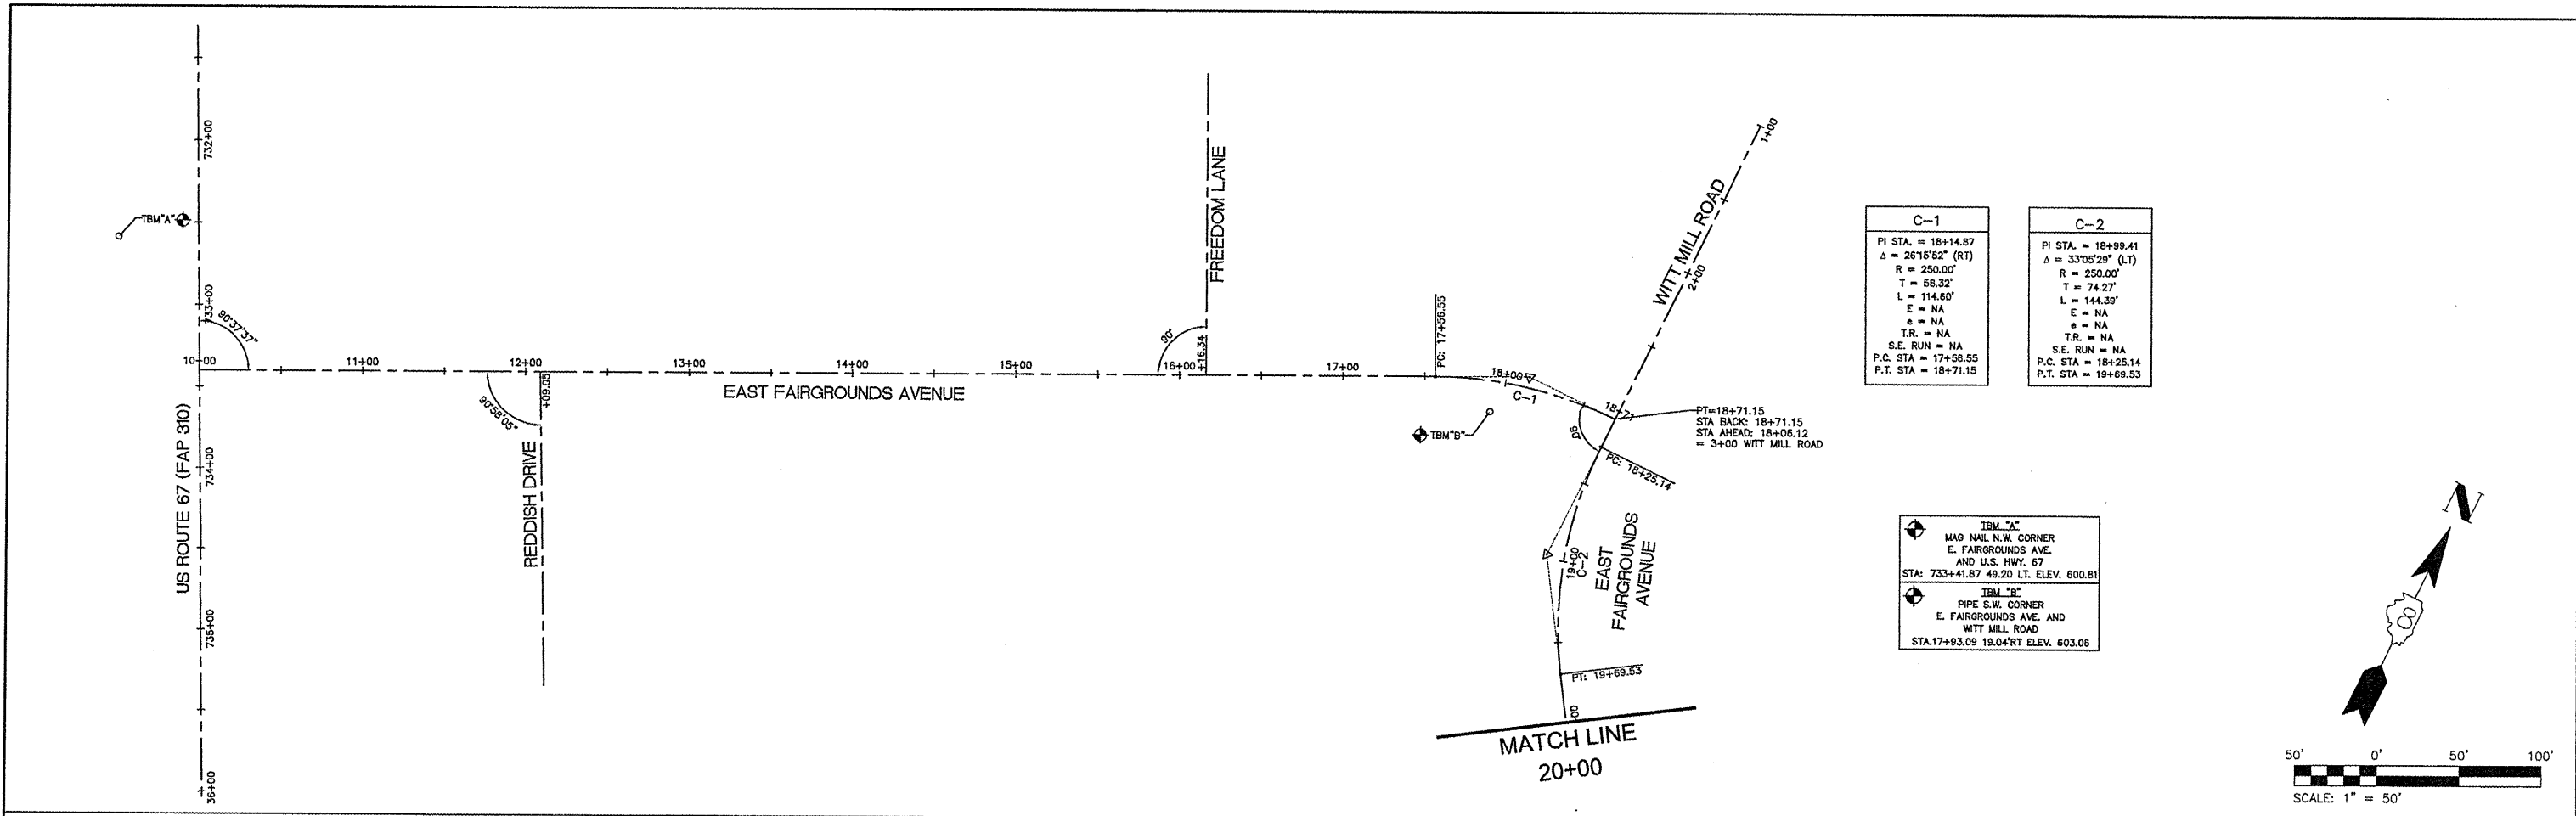 732+00
TBM"A"
733+00
90°37'37"
10+00
11+00
12+00
13+00
14+00
15+00
16+00
17+00
18+00
EAST FAIRGROUNDS AVENUE
US ROUTE 67 (FAP 310)
734+00
735+00
36+00
90°58'05"
+09.05
REDDISH DRIVE
FREEDOM LANE
90°
+16.34
PC: 17+56.55
C-1
TBM"B"
WITT MILL ROAD
1+00
2+00
18+71
PT=18+71.15
STA BACK: 18+71.15
STA AHEAD: 18+06.12
= 3+00 WITT MILL ROAD
90
PC: 18+25.14
19+00
C-2
EAST
FAIRGROUNDS
AVENUE
PT: 19+69.53
00
MATCH LINE
20+00
C-1
PI STA. = 18+14.87
Δ = 26°15'52" (RT)
R = 250.00'
T = 58.32'
L = 114.60'
E = NA
e = NA
T.R. = NA
S.E. RUN = NA
P.C. STA = 17+56.55
P.T. STA = 18+71.15
C-2
PI STA. = 18+99.41
Δ = 33°05'29" (LT)
R = 250.00'
T = 74.27'
L = 144.39'
E = NA
e = NA
T.R. = NA
S.E. RUN = NA
P.C. STA = 18+25.14
P.T. STA = 19+69.53
TBM "A"
MAG NAIL N.W. CORNER
E. FAIRGROUNDS AVE.
AND U.S. HWY. 67
STA: 733+41.87 49.20 LT. ELEV. 600.81
TBM "B"
PIPE S.W. CORNER
E. FAIRGROUNDS AVE. AND
WITT MILL ROAD
STA.17+93.09 19.04'RT ELEV. 603.06
N
50' 0' 50' 100'
SCALE: 1" = 50'